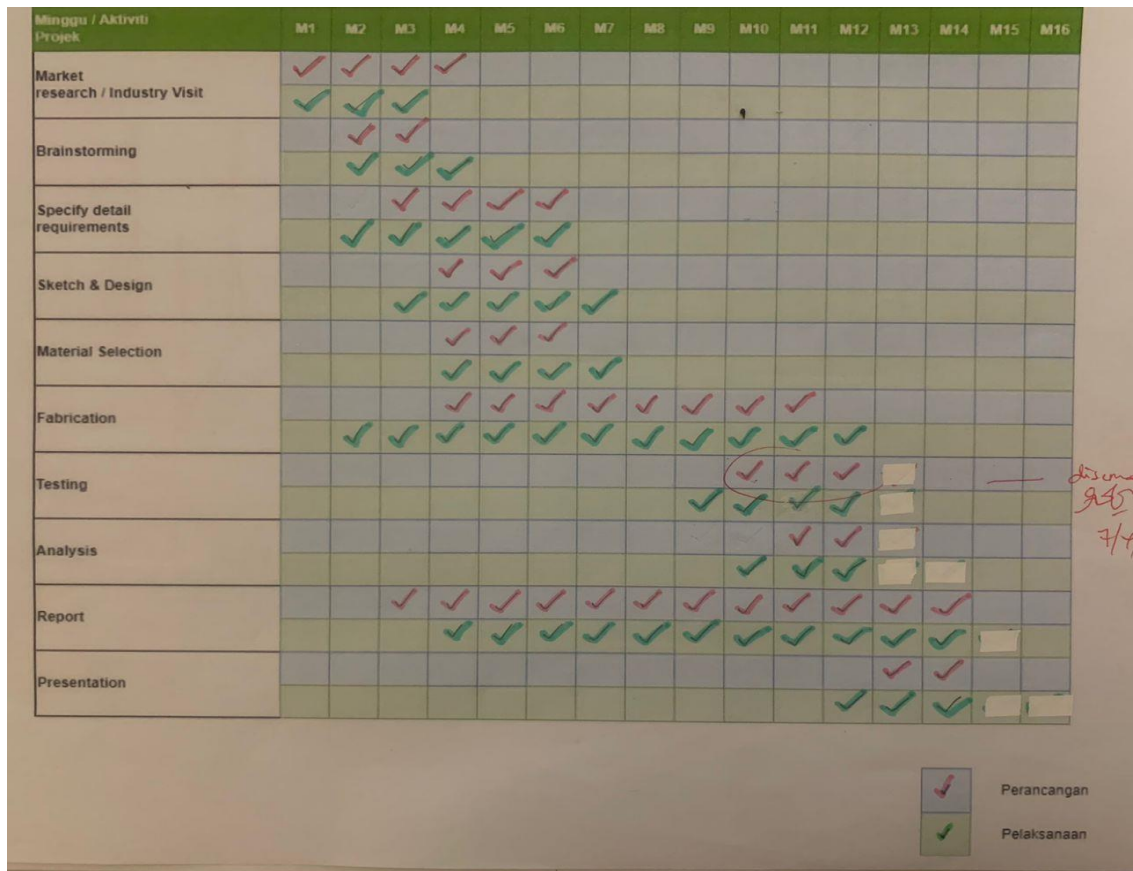 Minggu / Aktiviti M1 M2 M3 M4 M5 M6 M7 M8 M9 M10 M11 M12 M13 M14 M15 M16
Projek
Market
research / Industry Visit
Brainstorming
Specify detail
requirements
Sketch & Design
Material Selection
Fabrication
Testing
Analysis
Report
Presentation
Perancangan
Pelaksanaan